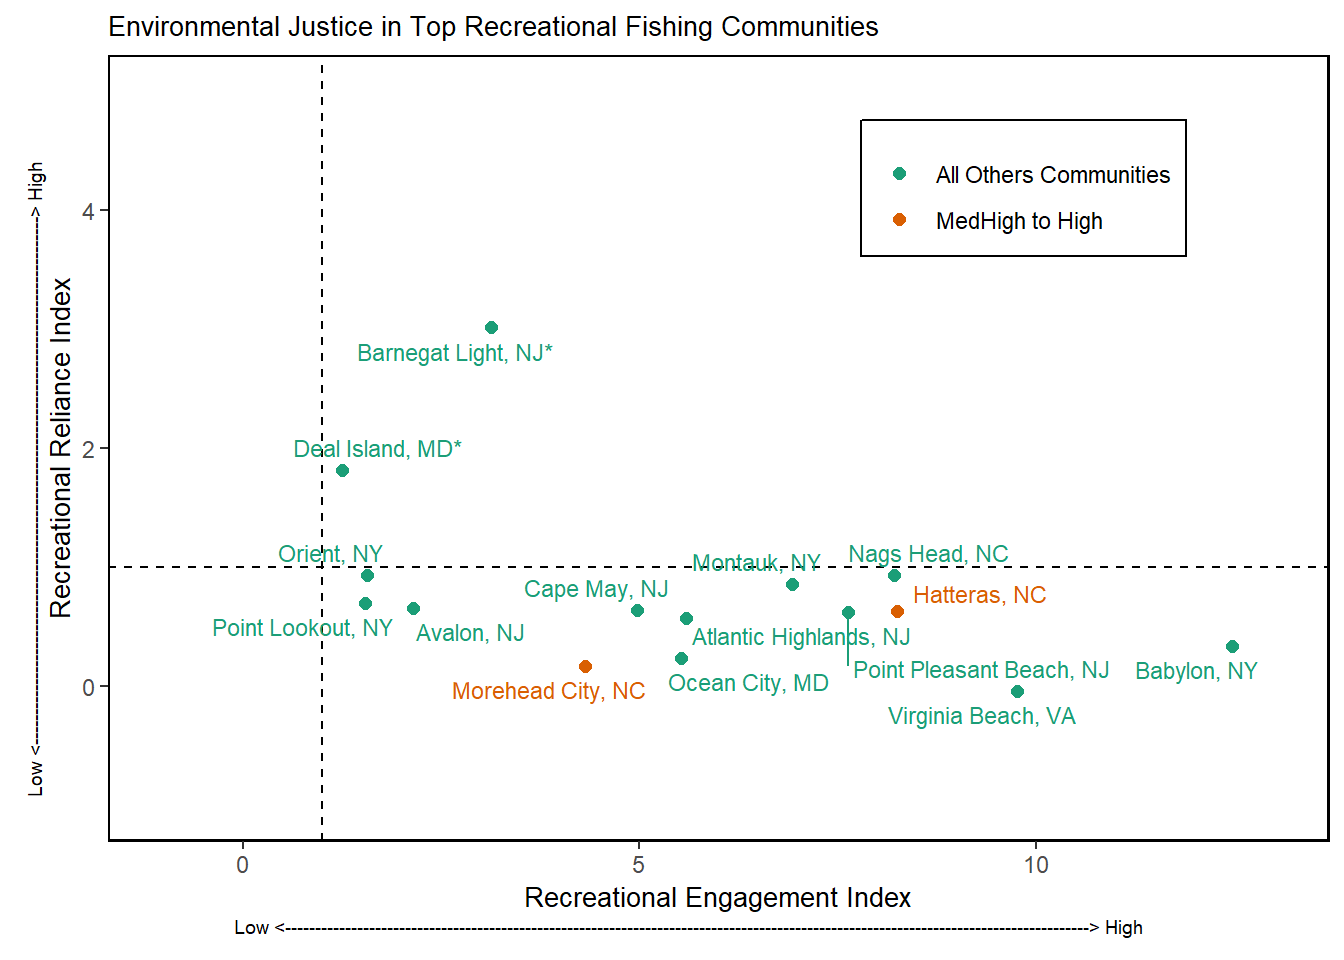 Environmental Justice in Top Recreational Fishing Communities
All Others Communities
MedHigh to High
4
2
0
Recreational Reliance Index
Low <--------------------------------------------------------------------------------------> High
Barnegat Light, NJ*
Deal Island, MD*
Orient, NY
Montauk, NY
Nags Head, NC
Cape May, NJ
Hatteras, NC
Point Lookout, NY
Avalon, NJ
Atlantic Highlands, NJ
Point Pleasant Beach, NJ
Babylon, NY
Ocean City, MD
Morehead City, NC
Virginia Beach, VA
0
5
10
Recreational Engagement Index
Low <--------------------------------------------------------------------------------------------------------------------------------------> High